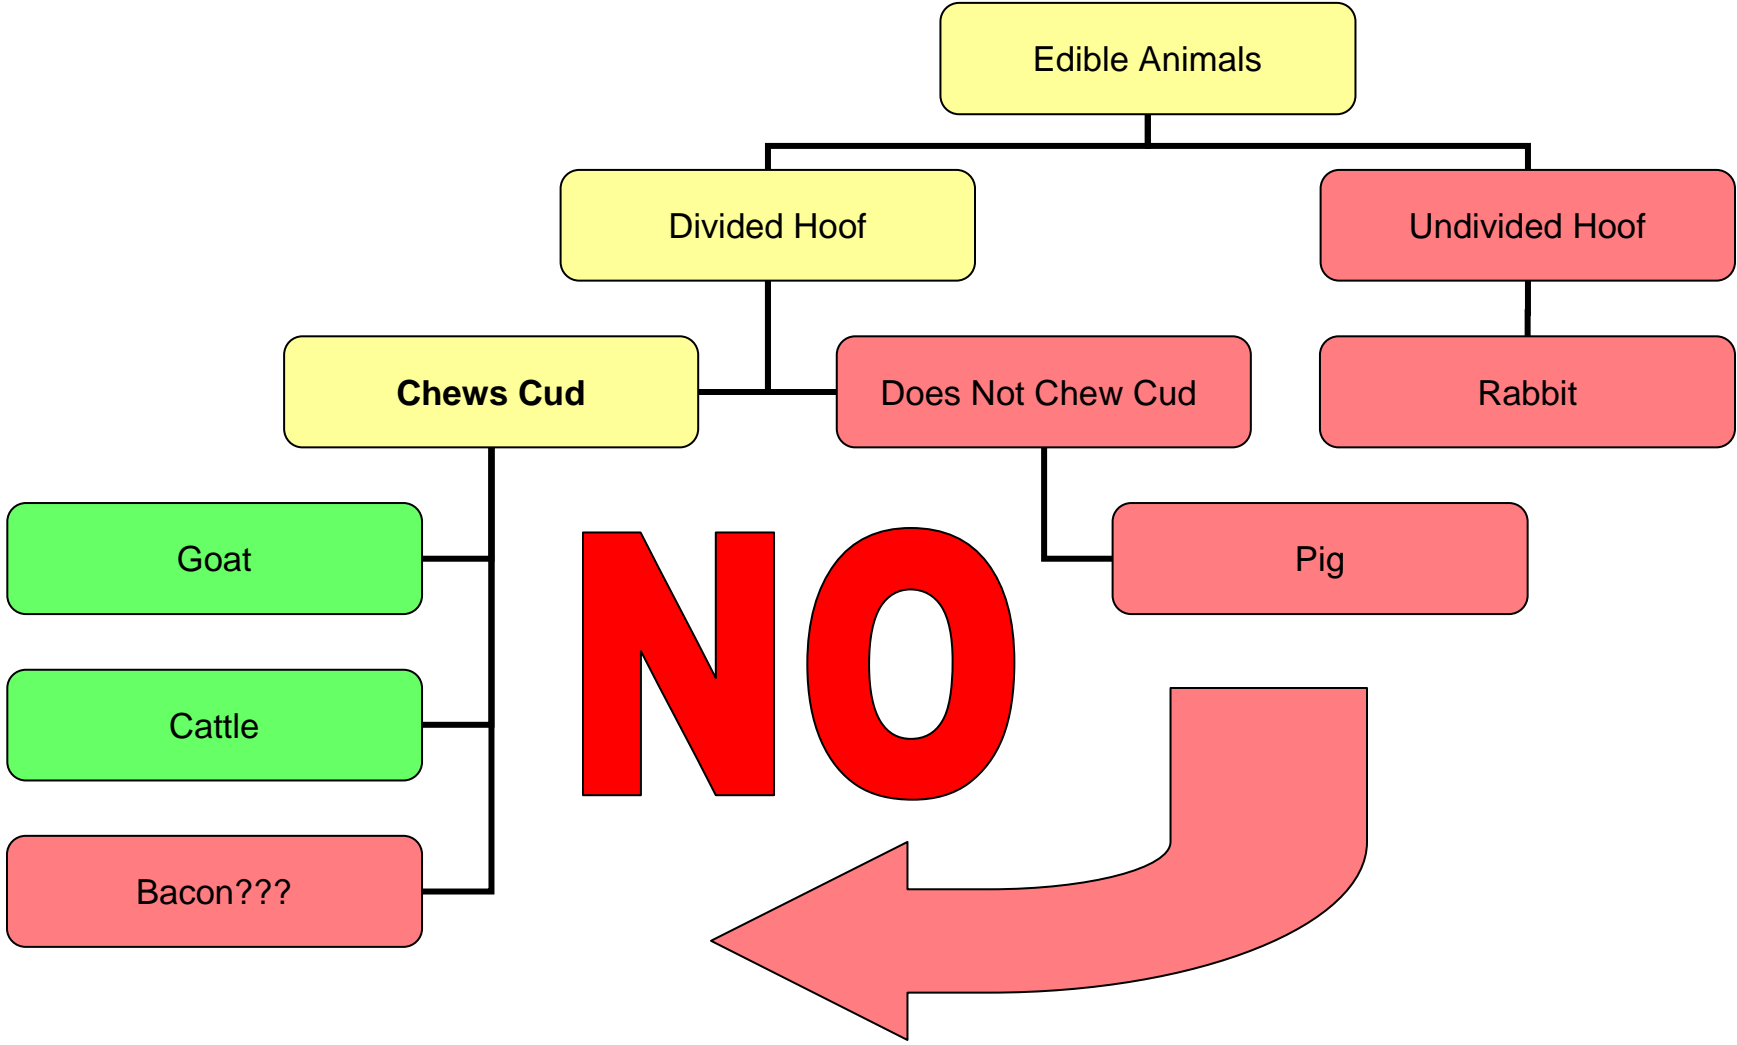 Edible Animals
Divided Hoof
Undivided Hoof
Chews Cud
Does Not Chew Cud
Rabbit
Goat
NO
Pig
Cattle
Bacon???